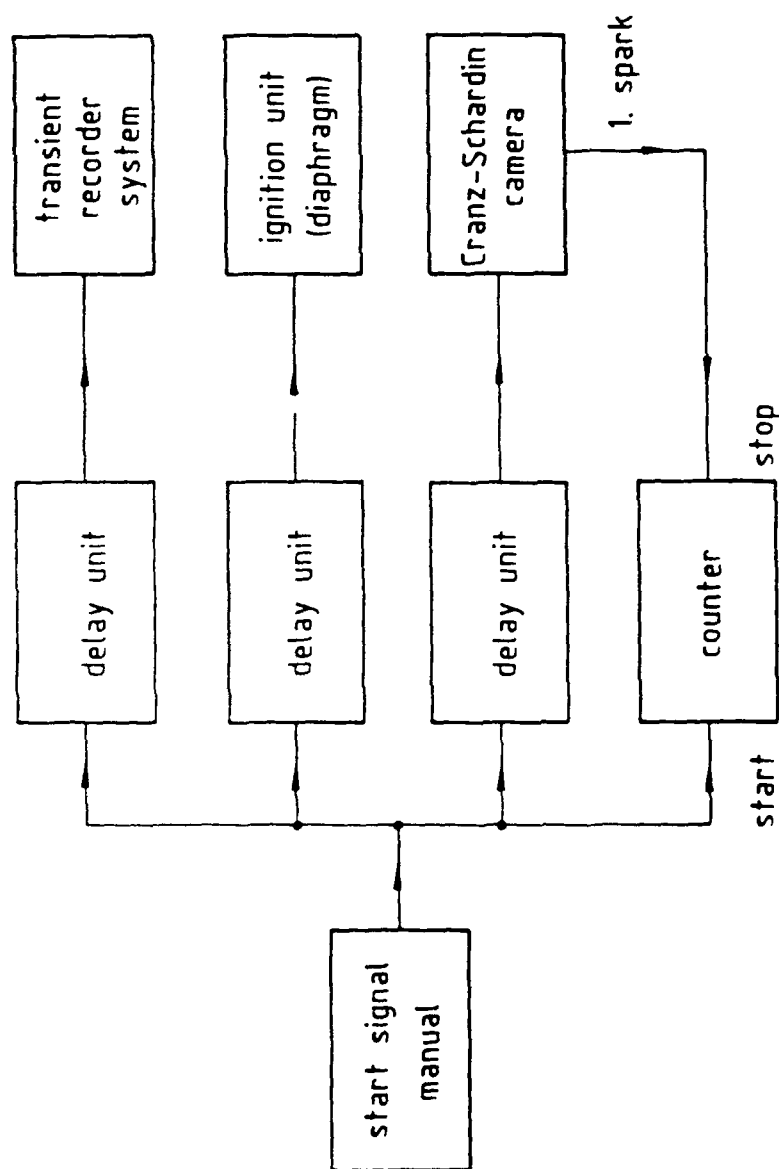 start signal
manual
delay unit
transient
recorder
system
delay unit
ignition unit
(diaphragm)
delay unit
Cranz-Schardin
camera
1. spark
start
counter
stop